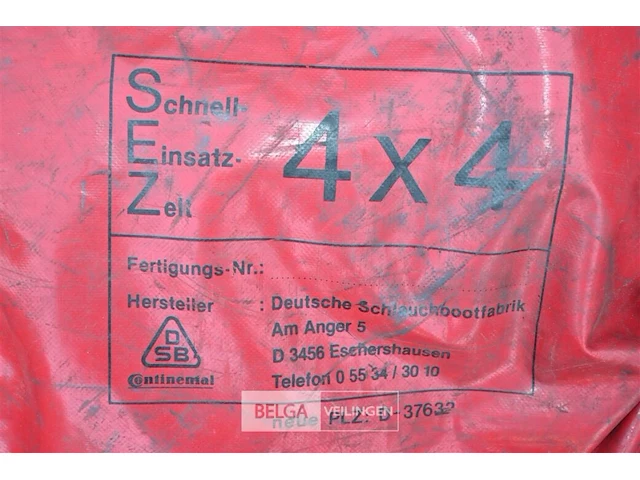 Schnell-
Einsatz-
Zelt
4 x 4
Fertigungs-Nr.:
Hersteller : Deutsche Schlauchbootfabrik
Am Anger 5
D 3456 Eschershausen
Telefon 0 55 34 / 30 10
D
SB
Continental
neue PLZ: D-37632
BELGA VEILINGEN